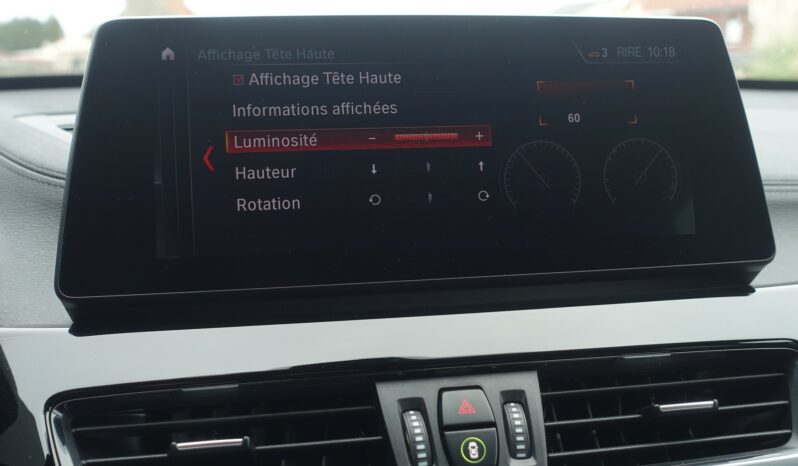 Affichage Tête Haute
3 RIRE 10:18
Affichage Tête Haute
Informations affichées
60
Luminosité - +
Hauteur
Rotation